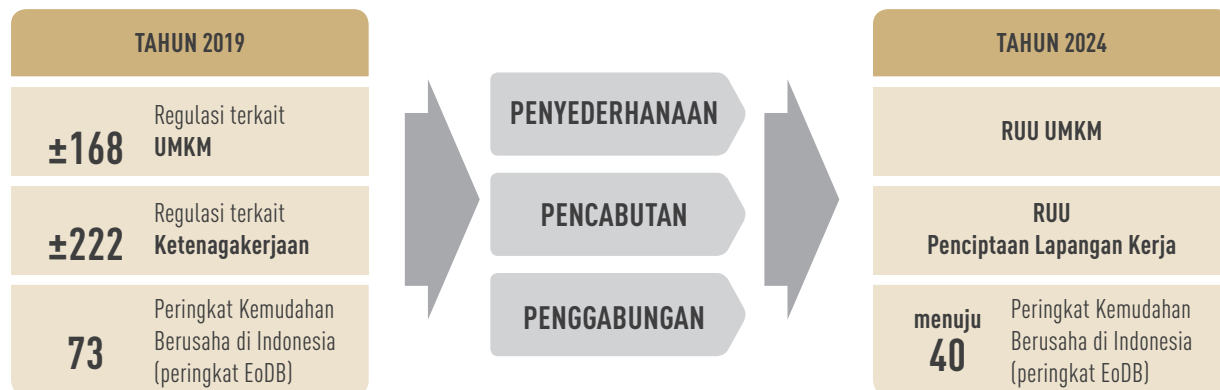 TAHUN 2019
±168
Regulasi terkait
UMKM
±222
Regulasi terkait
Ketenagakerjaan
73
Peringkat Kemudahan
Berusaha di Indonesia
(peringkat EoDB)
PENYEDERHANAAN
PENCABUTAN
PENGGABUNGAN
TAHUN 2024
RUU UMKM
RUU
Penciptaan Lapangan Kerja
menuju
40
Peringkat Kemudahan
Berusaha di Indonesia
(peringkat EoDB)